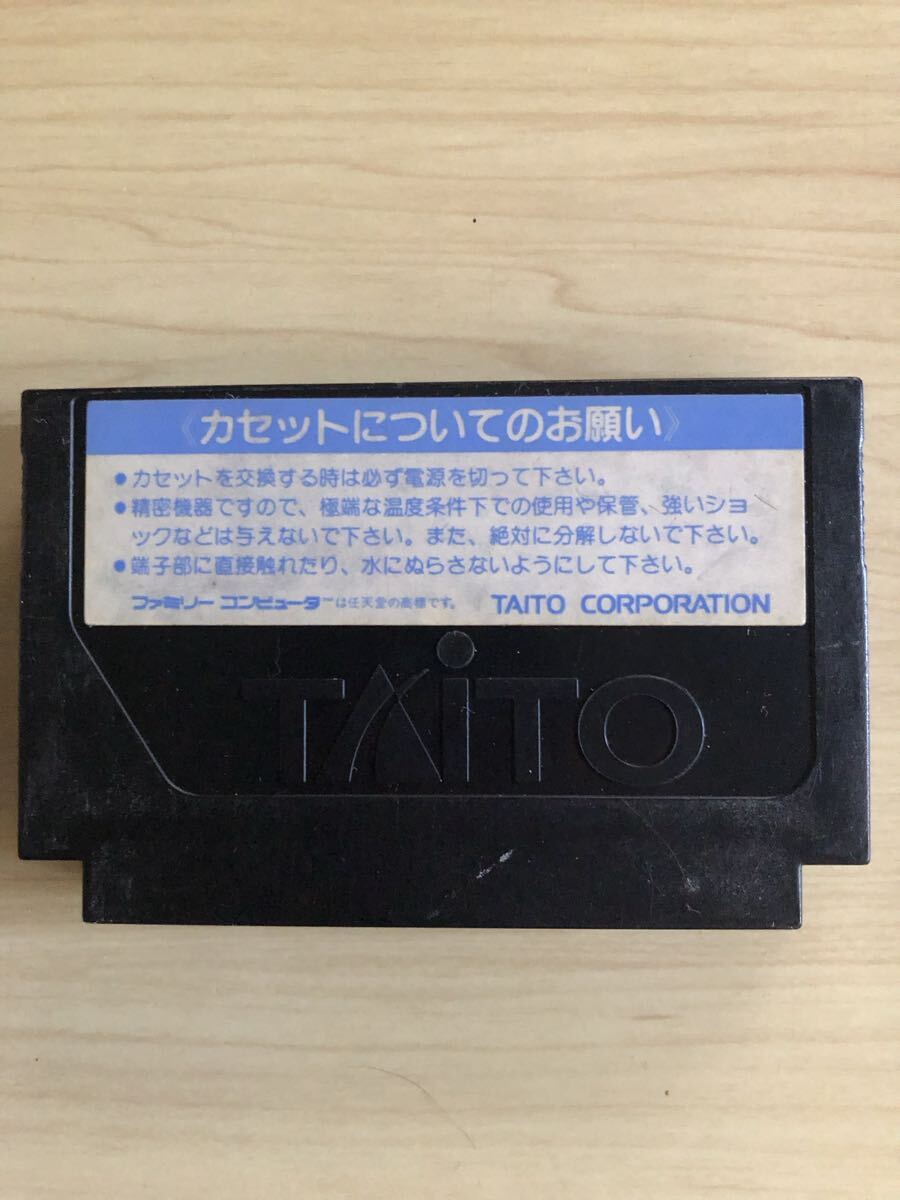 《カセットについてのお願い》
●カセットを交換する時は必ず電源を切って下さい。
●精密機器ですので、極端な温度条件下での使用や保管、強いショ
ックなどは与えないで下さい。また、絶対に分解しないで下さい。
●端子部に直接触れたり、水にぬらさないようにして下さい。
ファミリーコンピュータ™は任天堂の商標です。 TAITO CORPORATION
TAiTO